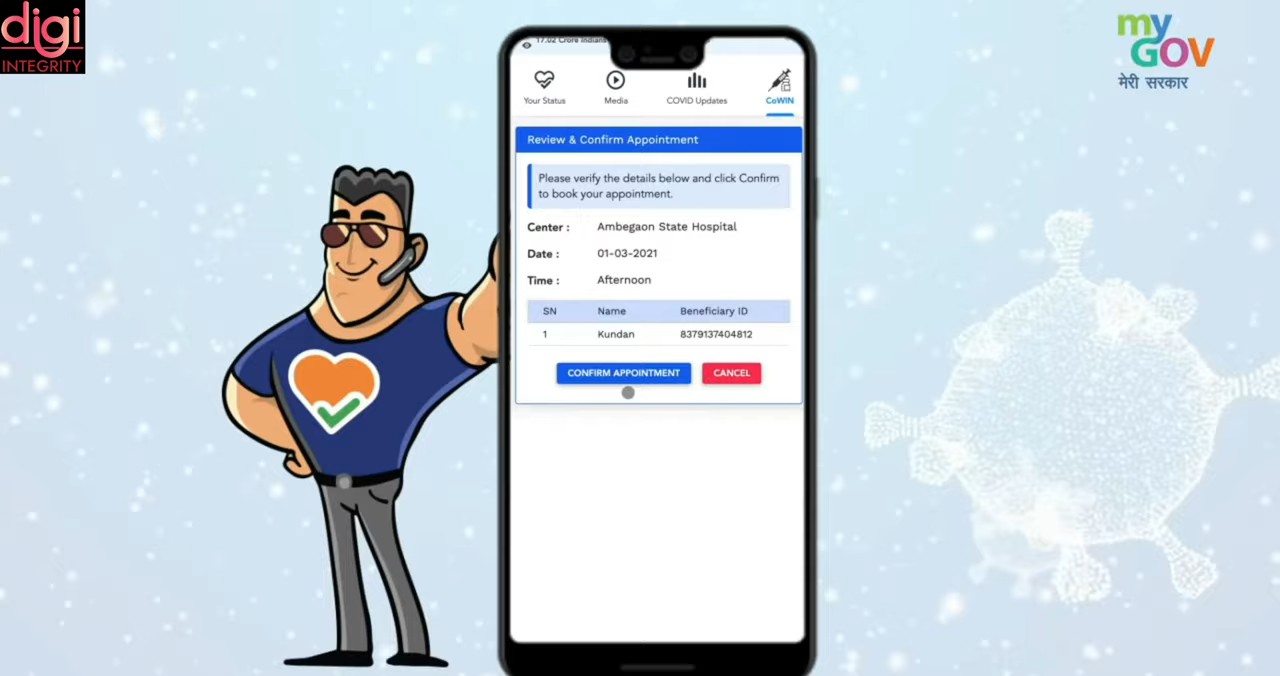 digi
INTEGRITY
my
GOV
मेरी सरकार
17.02 Crore Indians
Your Status
Media
COVID Updates
CoWIN
Review & Confirm Appointment
Please verify the details below and click Confirm
to book your appointment.
Center : Ambegaon State Hospital
Date : 01-03-2021
Time : Afternoon
SN Name Beneficiary ID
1 Kundan 8379137404812
CONFIRM APPOINTMENT CANCEL